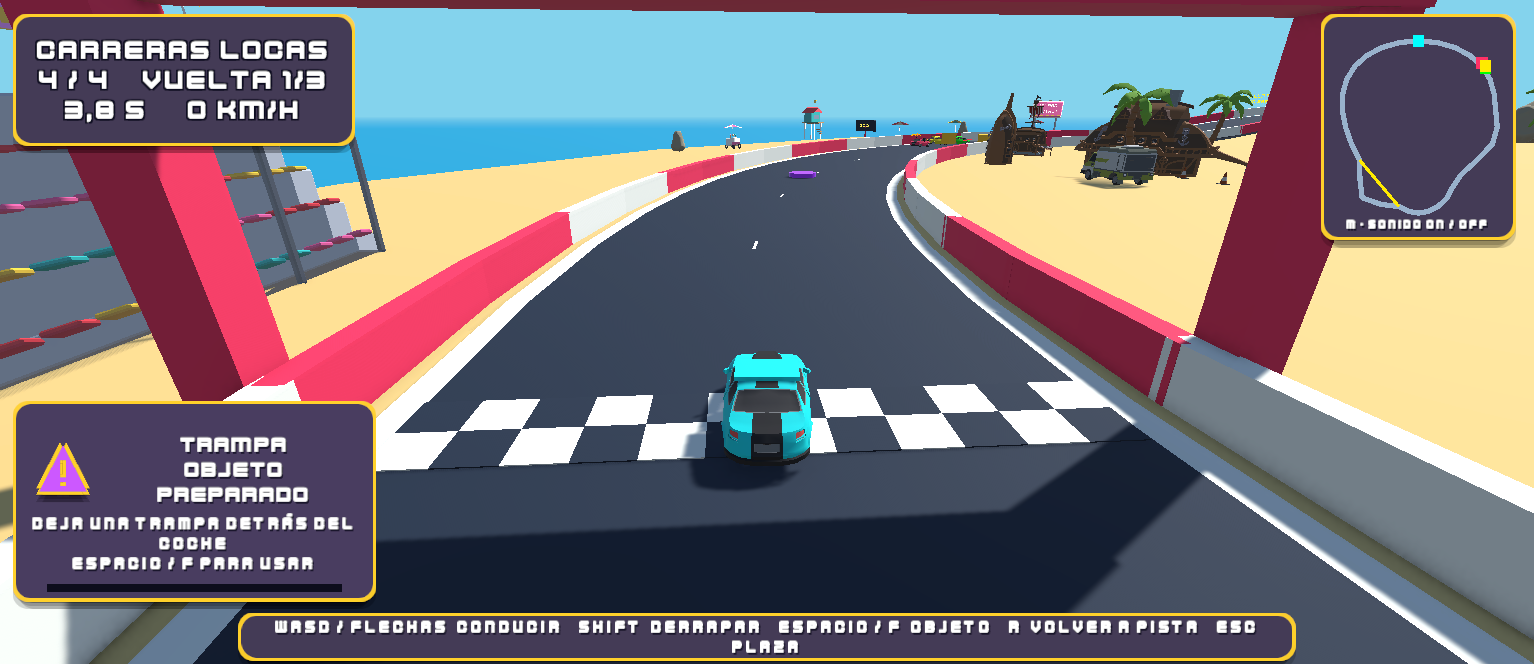 CARRERAS LOCAS
4 / 4 VUELTA 1/3
3,8 S 0 KM/H
M - SONIDO ON / OFF
TRAMPA
OBJETO
PREPARADO
DEJA UNA TRAMPA DETRÁS DEL
COCHE
ESPACIO / F PARA USAR
WASD / FLECHAS CONDUCIR SHIFT DERRAPAR ESPACIO / F OBJETO R VOLVER A PISTA ESC
PLAZA